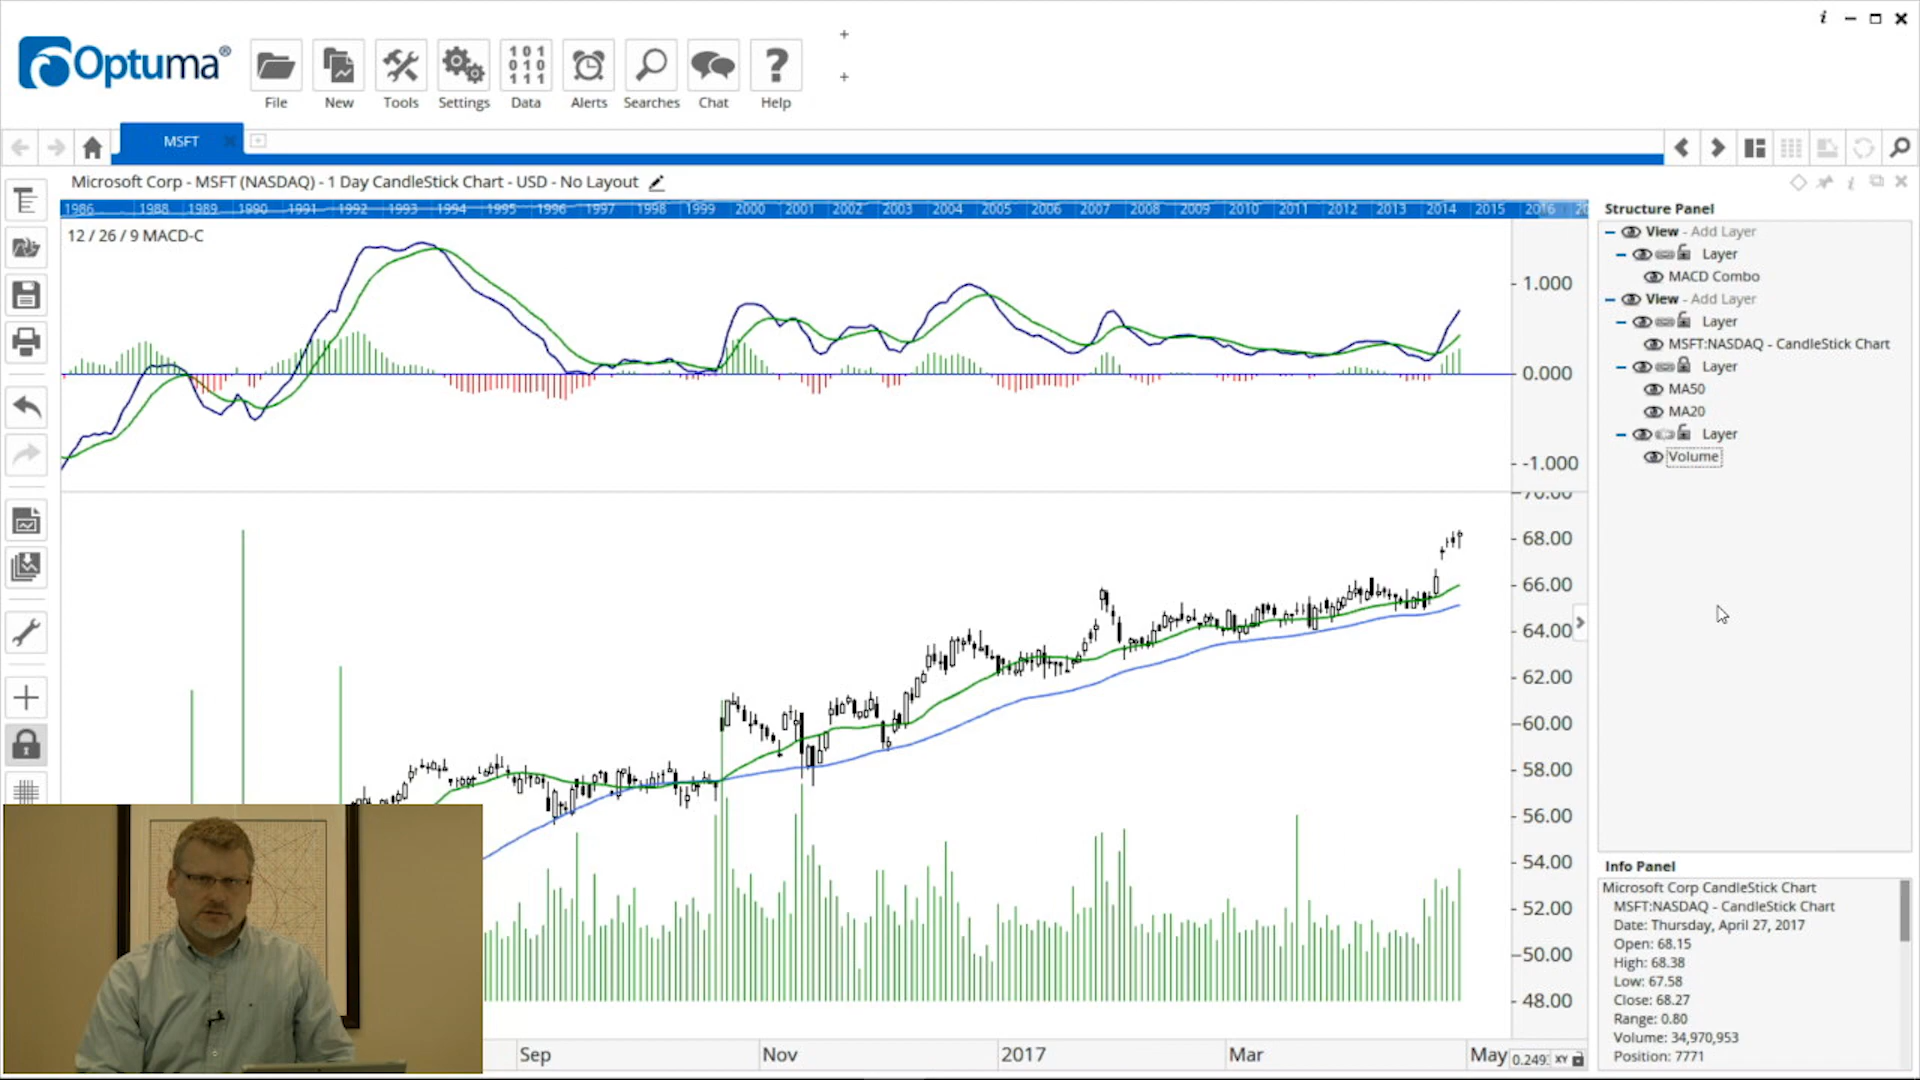 Optuma®
File New Tools Settings Data Alerts Searches Chat Help
MSFT
Microsoft Corp - MSFT (NASDAQ) - 1 Day CandleStick Chart - USD - No Layout
1986 1988 1989 1990 1991 1992 1993 1994 1995 1996 1997 1998 1999 2000 2001 2002 2003 2004 2005 2006 2007 2008 2009 2010 2011 2012 2013 2014 2015 2016 20
12 / 26 / 9 MACD-C
1.000
0.000
-1.000
70.00
68.00
66.00
64.00
62.00
60.00
58.00
56.00
54.00
52.00
50.00
48.00
Sep Nov 2017 Mar May
0.249 XY
Structure Panel
View - Add Layer
Layer
MACD Combo
View - Add Layer
Layer
MSFT:NASDAQ - CandleStick Chart
Layer
MA50
MA20
Layer
Volume
Info Panel
Microsoft Corp CandleStick Chart
MSFT:NASDAQ - CandleStick Chart
Date: Thursday, April 27, 2017
Open: 68.15
High: 68.38
Low: 67.58
Close: 68.27
Range: 0.80
Volume: 34,970,953
Position: 7771